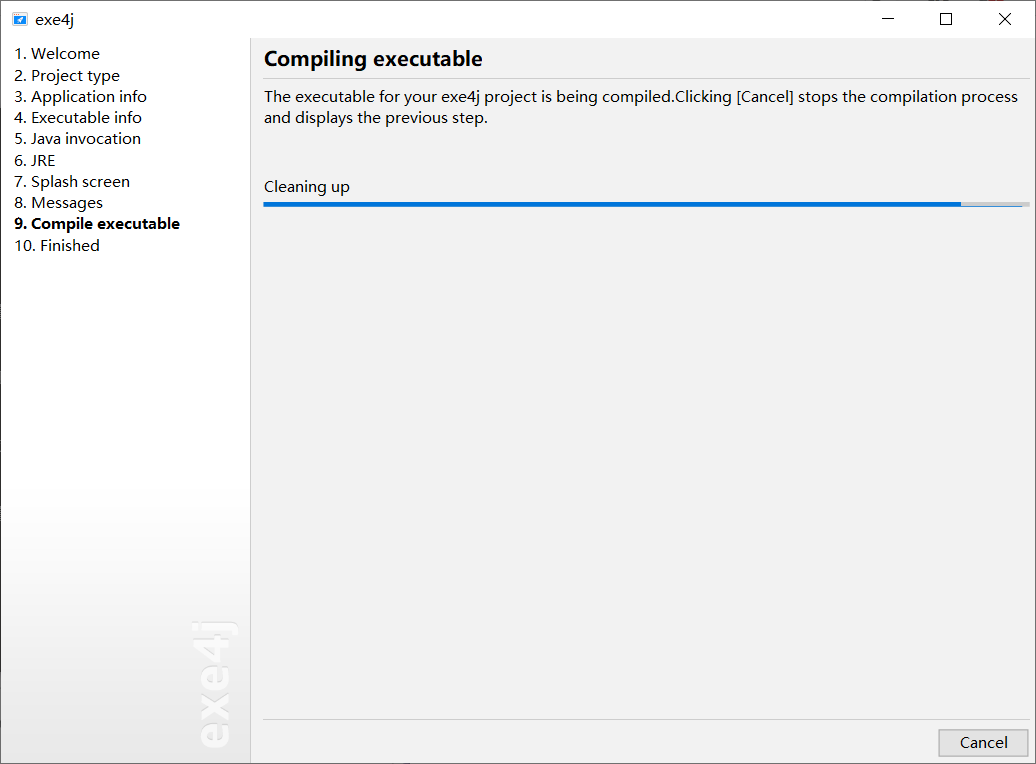 exe4j
1. Welcome
2. Project type
3. Application info
4. Executable info
5. Java invocation
6. JRE
7. Splash screen
8. Messages
9. Compile executable
10. Finished
exe4j
Compiling executable
The executable for your exe4j project is being compiled.Clicking [Cancel] stops the compilation process
and displays the previous step.
Cleaning up
Cancel